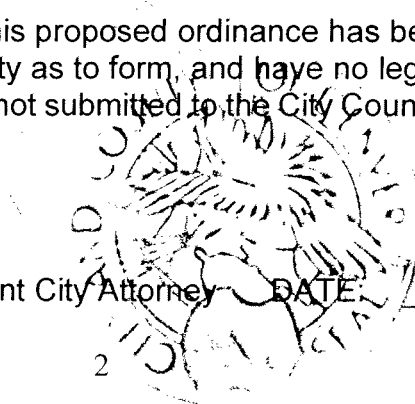 his proposed ordinance has be
ty as to form, and have no leg
not submitted to the City Coun
nt City Attorney DATE:
2